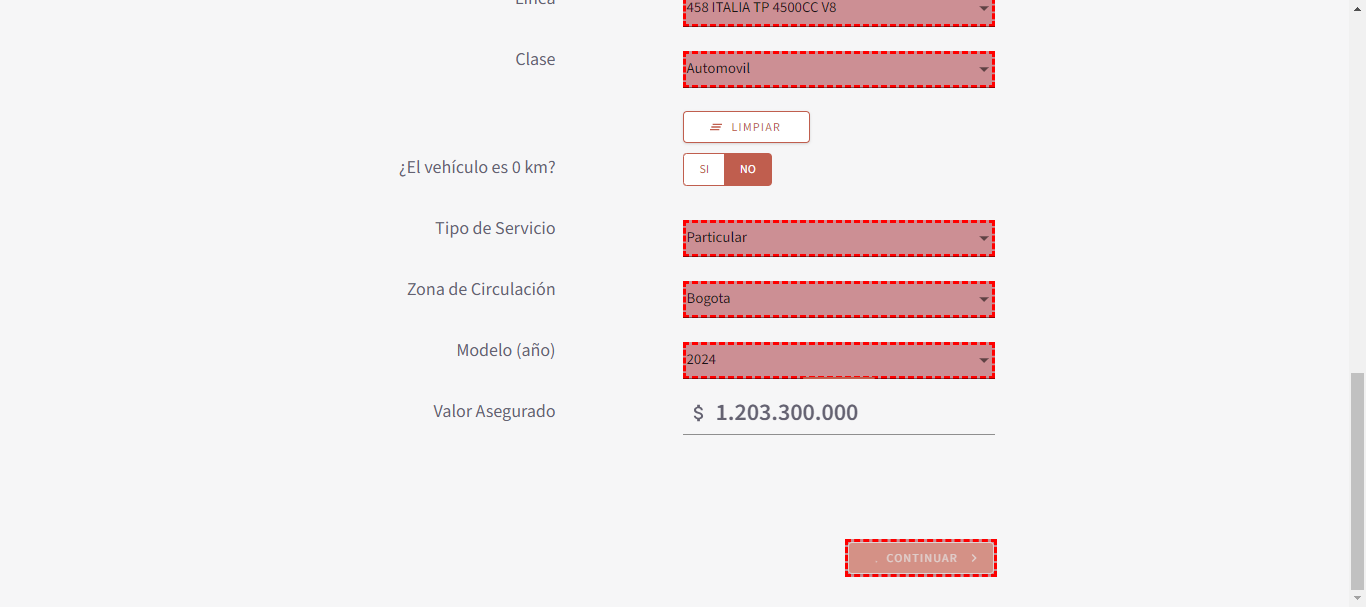 Línea
458 ITALIA TP 4500CC V8
Clase
Automovil
LIMPIAR
¿El vehículo es 0 km?
SI NO
Tipo de Servicio
Particular
Zona de Circulación
Bogota
Modelo (año)
2024
Valor Asegurado
$ 1.203.300.000
CONTINUAR